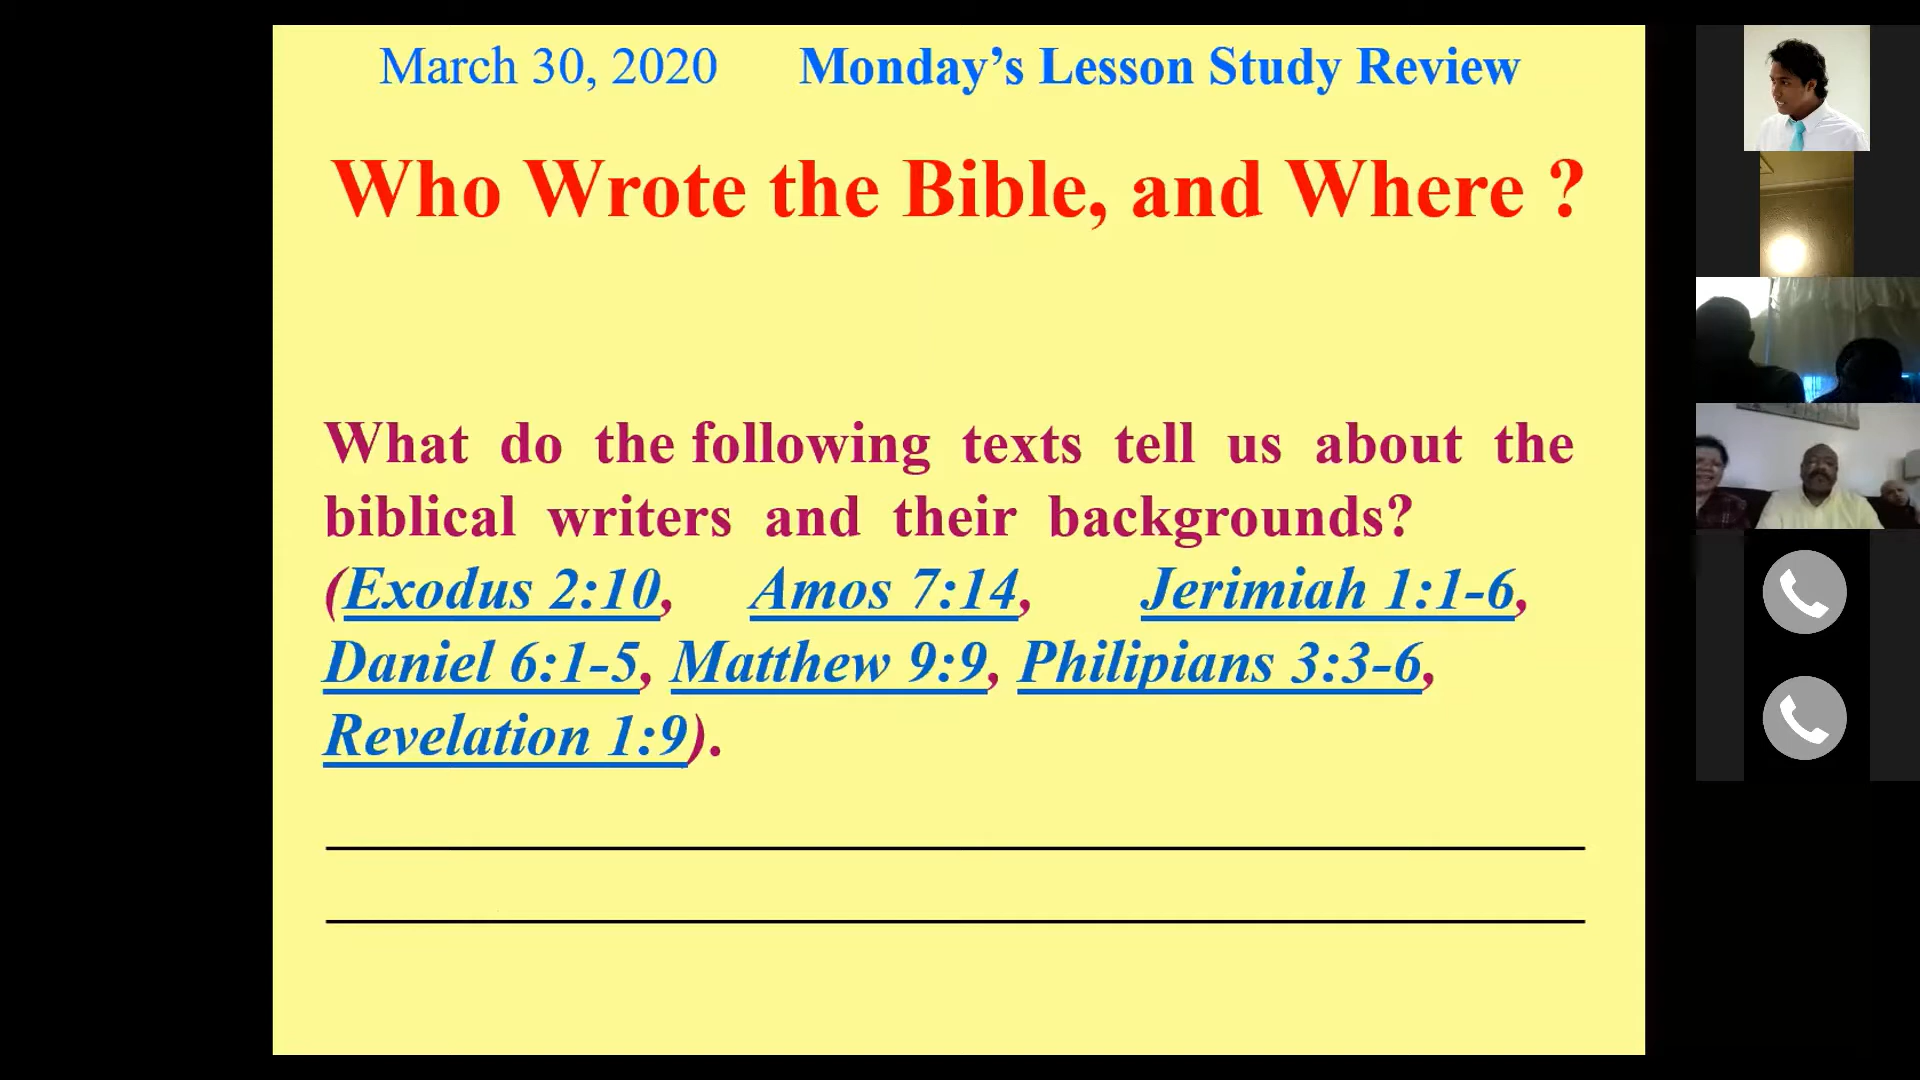 March 30, 2020 Monday’s Lesson Study Review
Who Wrote the Bible, and Where ?
What do the following texts tell us about the
biblical writers and their backgrounds?
(Exodus 2:10, Amos 7:14, Jerimiah 1:1-6,
Daniel 6:1-5, Matthew 9:9, Philipians 3:3-6,
Revelation 1:9).